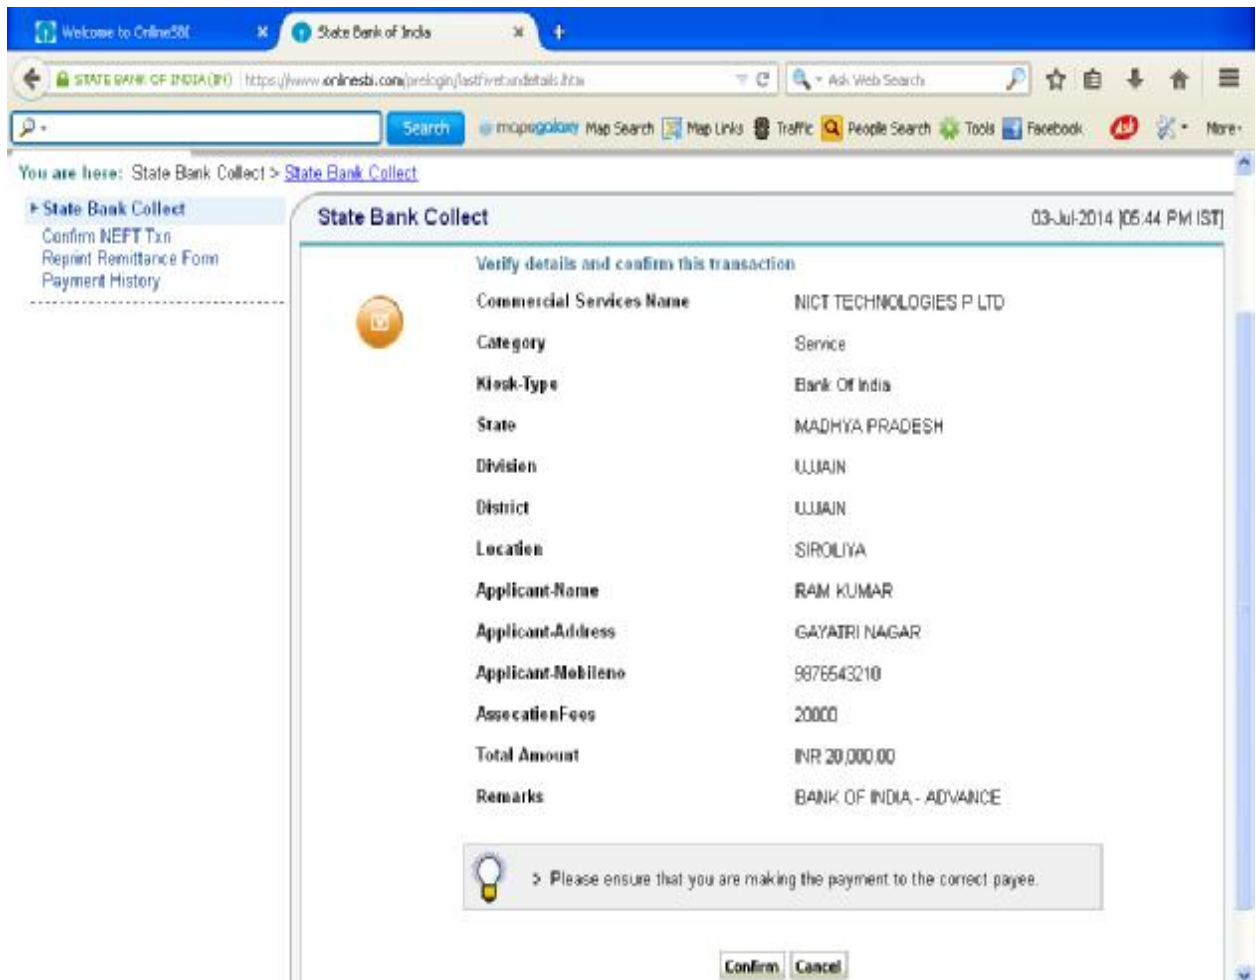 Welcome to OnlineSBI
State Bank of India
STATE BANK OF INDIA (IN) https://www.onlinesbi.com/prelogin/lastfivetxndetails.htm
Ask Web Search
Search mapsgalaxy Map Search Map Links Traffic People Search Tools Facebook Ask More
You are here: State Bank Collect > State Bank Collect
State Bank Collect
Confirm NEFT Txn
Reprint Remittance Form
Payment History
State Bank Collect 03-Jul-2014 [05:44 PM IST]
Verify details and confirm this transaction
Commercial Services Name NICT TECHNOLOGIES P LTD
Category Service
Kiosk-Type Bank Of India
State MADHYA PRADESH
Division UJJAIN
District UJJAIN
Location SIROLIYA
Applicant-Name RAM KUMAR
Applicant-Address GAYATRI NAGAR
Applicant-Mobileno 9876543210
AssocationFees 20000
Total Amount INR 20,000.00
Remarks BANK OF INDIA - ADVANCE
> Please ensure that you are making the payment to the correct payee.
Confirm Cancel